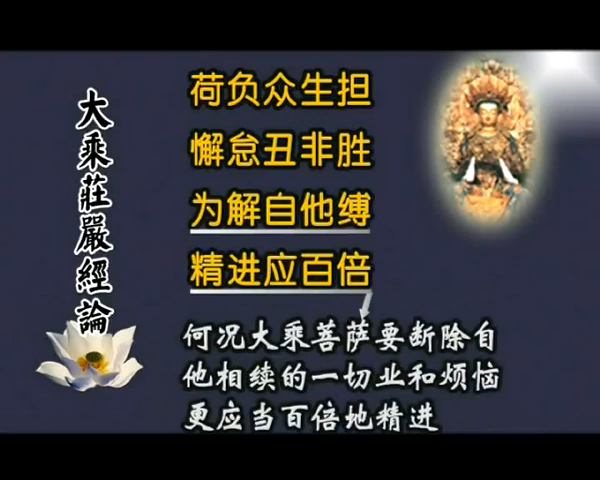 大乘莊嚴經論
荷负众生担
懈怠丑非胜
为解自他缚
精进应百倍
何况大乘菩萨要断除自
他相续的一切业和烦恼
更应当百倍地精进